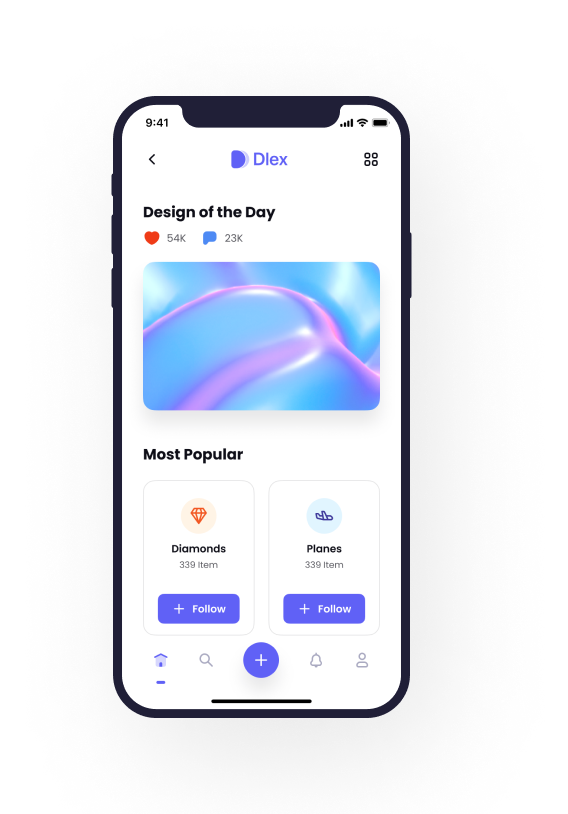 9:41
Dlex
Design of the Day
54K 23K
Most Popular
Diamonds
339 Item
Follow
Planes
339 Item
Follow